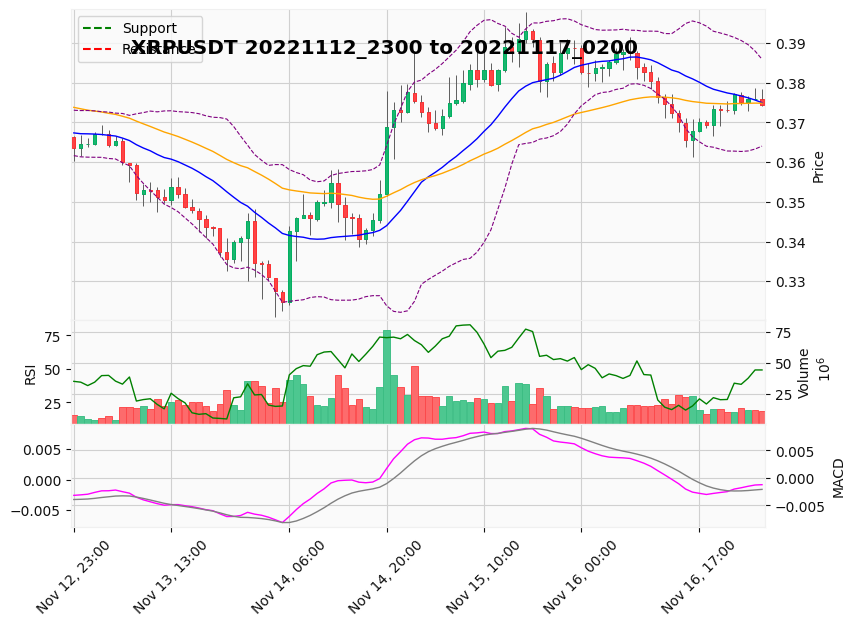 Support
Resistance
XRPUSDT 20221112_2300 to 20221117_0200
0.39
0.38
0.37
0.36
0.35
0.34
0.33
Price
75
50
25
RSI
75
50
25
Volume
10^6
0.005
0.000
−0.005
0.005
0.000
−0.005
MACD
Nov 12, 23:00
Nov 13, 13:00
Nov 14, 06:00
Nov 14, 20:00
Nov 15, 10:00
Nov 16, 00:00
Nov 16, 17:00